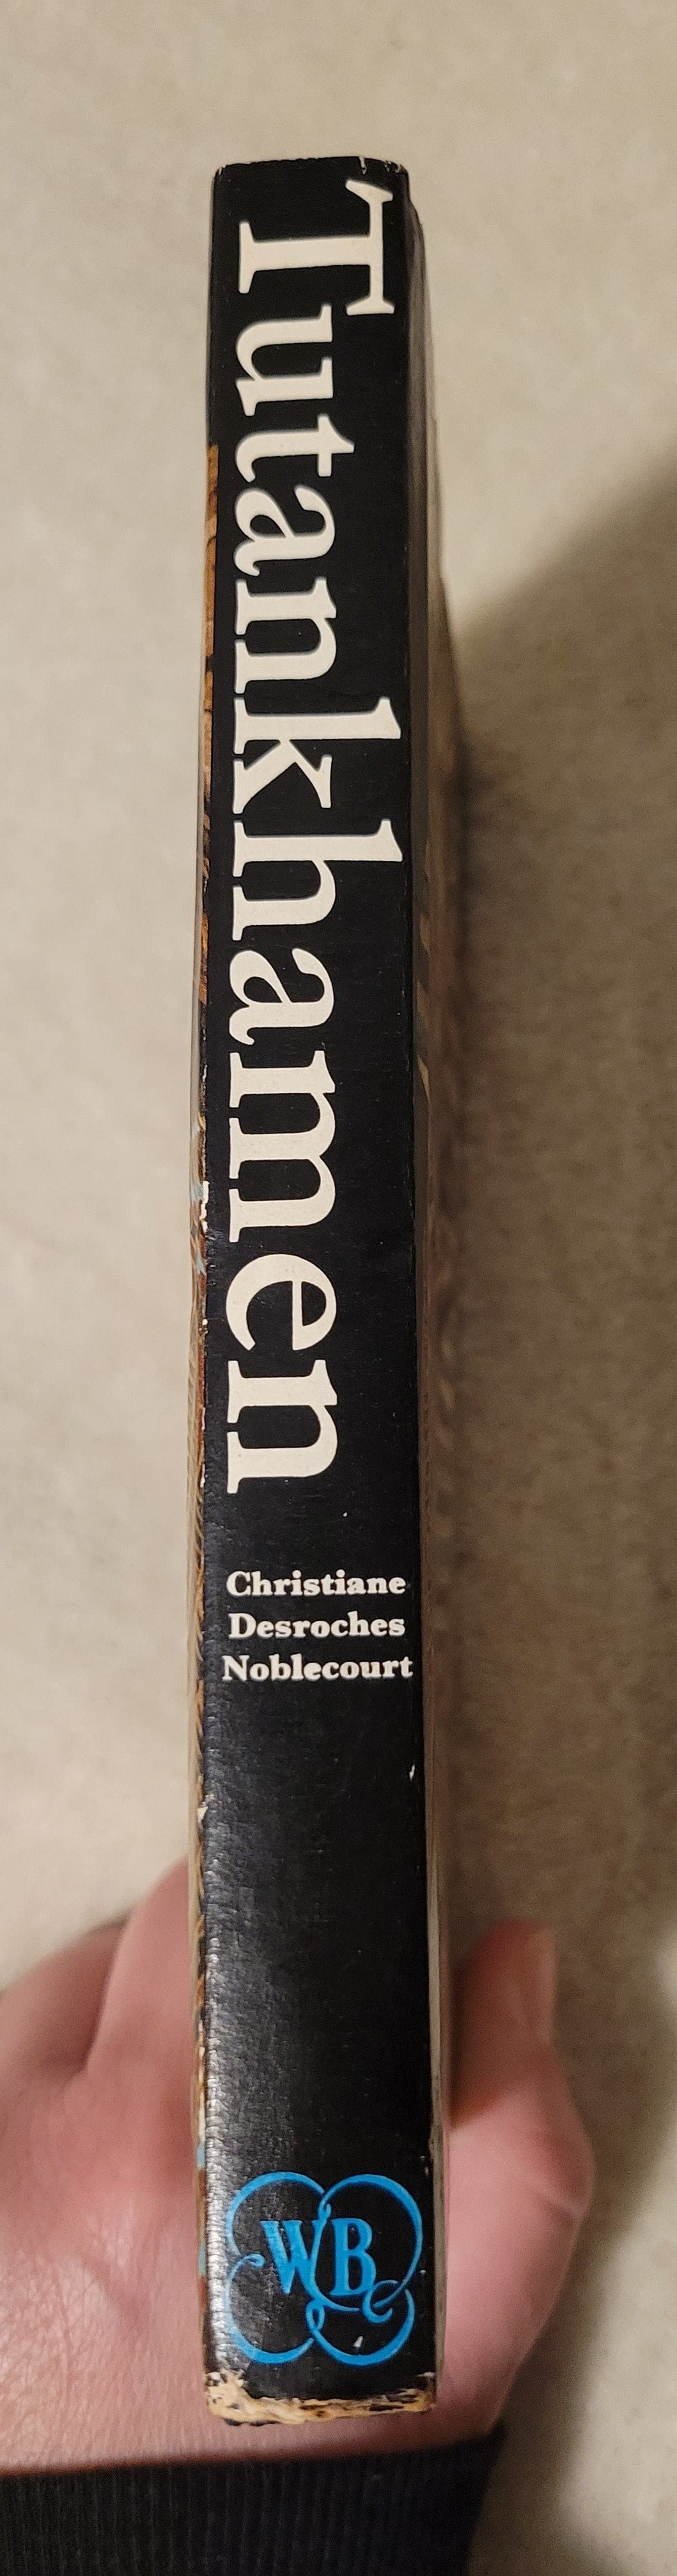 Tutankhamen
Christiane
Desroches
Noblecourt
WB